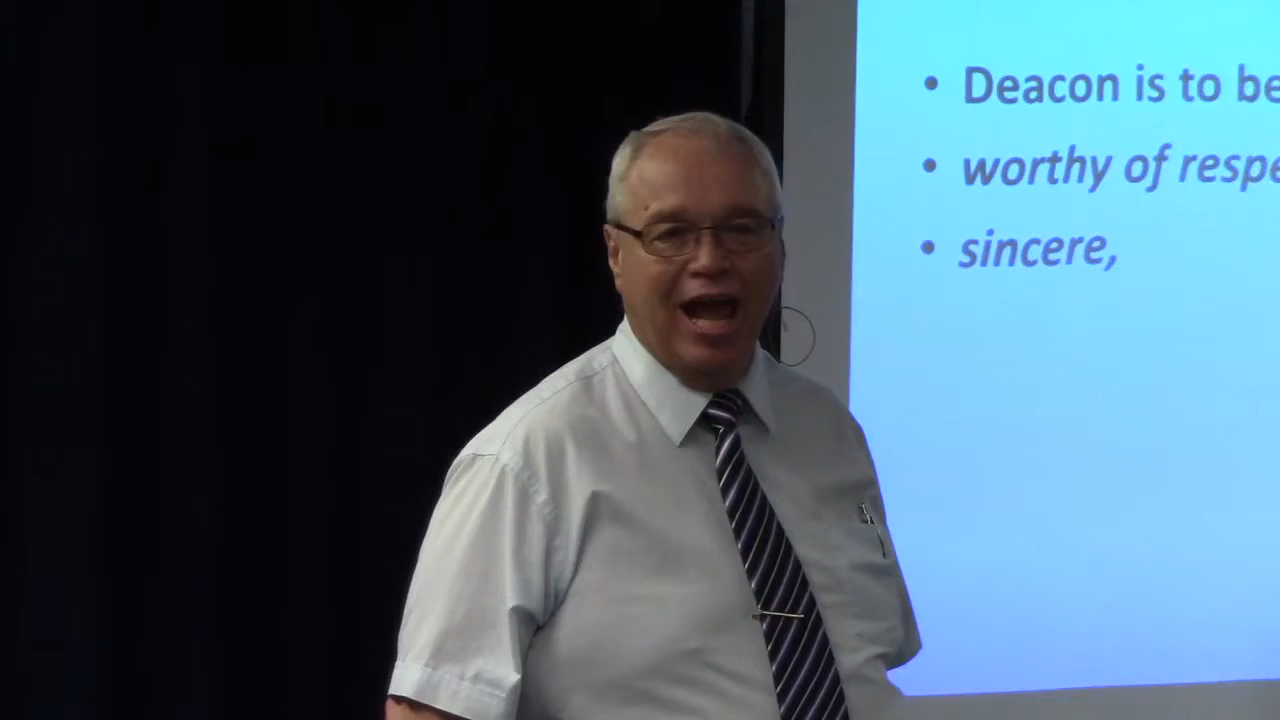 • Deacon is to be
• worthy of respe
• sincere,